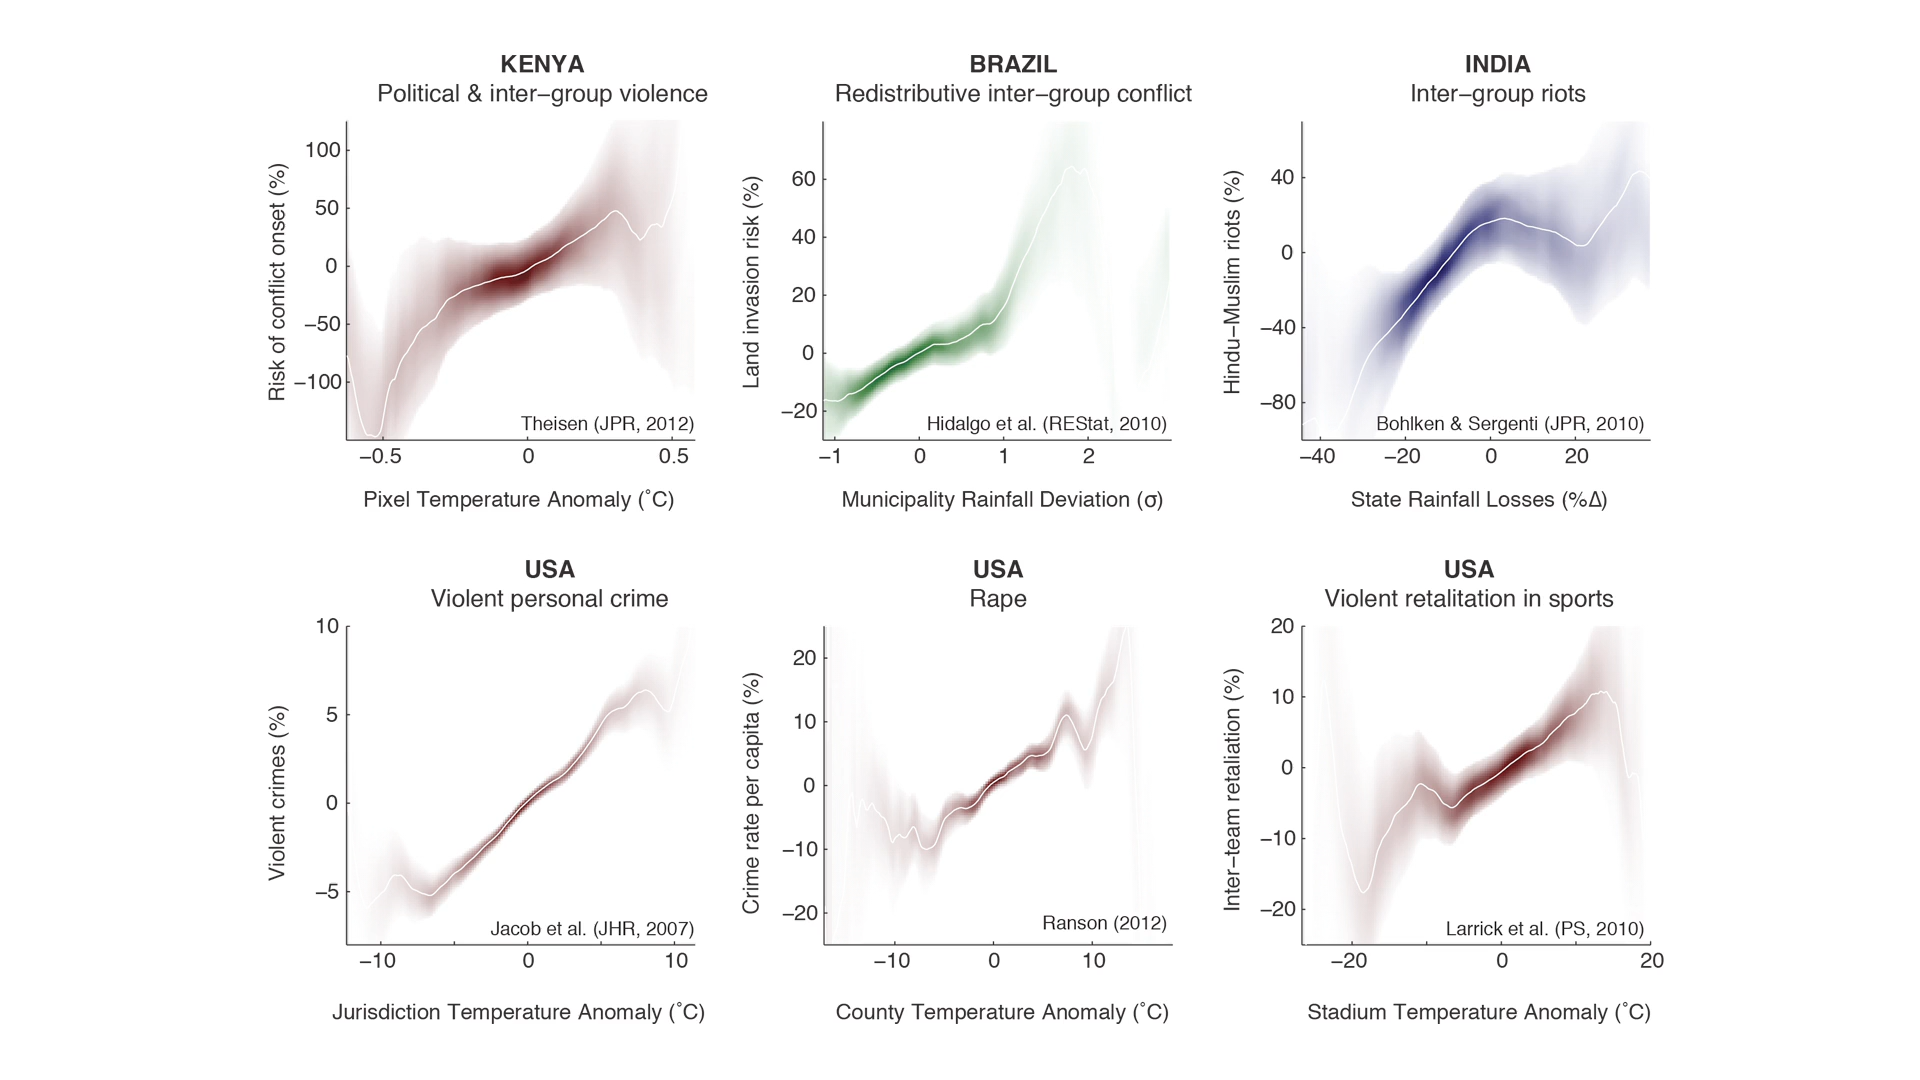 KENYA
Political & inter–group violence
Risk of conflict onset (%)
100
50
0
−50
−100
Theisen (JPR, 2012)
−0.5
0
0.5
Pixel Temperature Anomaly (˚C)
BRAZIL
Redistributive inter–group conflict
Land invasion risk (%)
60
40
20
0
−20
Hidalgo et al. (REStat, 2010)
−1
0
1
2
Municipality Rainfall Deviation (σ)
INDIA
Inter–group riots
Hindu–Muslim riots (%)
40
0
−40
−80
Bohlken & Sergenti (JPR, 2010)
−40
−20
0
20
State Rainfall Losses (%Δ)
USA
Violent personal crime
Violent crimes (%)
10
5
0
−5
Jacob et al. (JHR, 2007)
−10
0
10
Jurisdiction Temperature Anomaly (˚C)
USA
Rape
Crime rate per capita (%)
20
10
0
−10
−20
Ranson (2012)
−10
0
10
County Temperature Anomaly (˚C)
USA
Violent retalitation in sports
Inter–team retaliation (%)
20
10
0
−10
−20
Larrick et al. (PS, 2010)
−20
0
20
Stadium Temperature Anomaly (˚C)